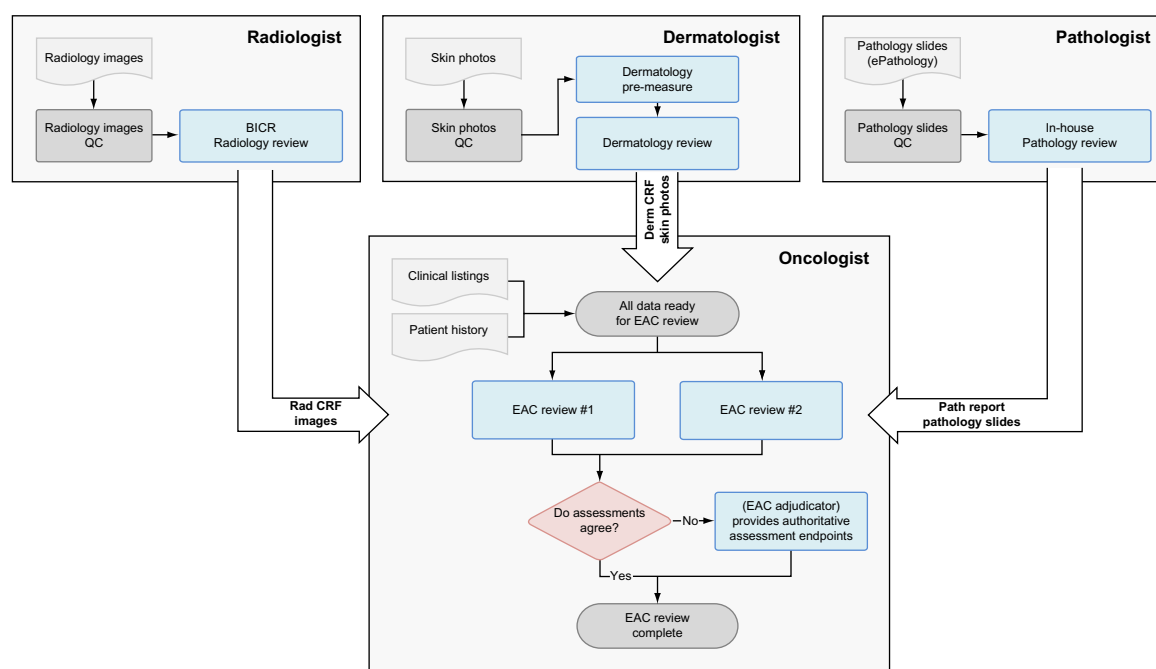 Radiologist
Radiology images
Radiology images
QC
BICR
Radiology review
Dermatologist
Skin photos
Skin photos
QC
Dermatology
pre-measure
Dermatology review
Pathologist
Pathology slides
(ePathology)
Pathology slides
QC
In-house
Pathology review
Derm CRF
skin photos
Rad CRF
images
Path report
pathology slides
Oncologist
Clinical listings
Patient history
All data ready
for EAC review
EAC review #1
EAC review #2
Do assessments
agree?
No
(EAC adjudicator)
provides authoritative
assessment endpoints
Yes
EAC review
complete